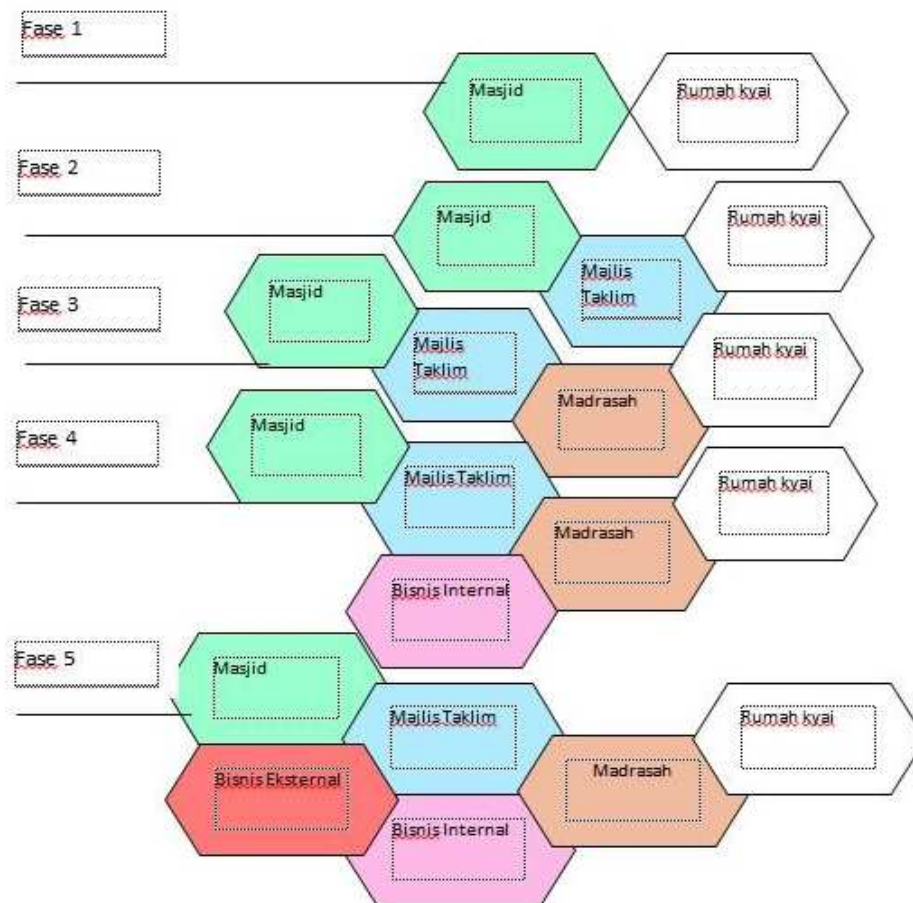 Fase 1
Masjid
Rumah kyai
Fase 2
Masjid
Rumah kyai
Majlis
Taklim
Fase 3
Masjid
Majlis
Taklim
Rumah kyai
Madrasah
Fase 4
Masjid
Majlis Taklim
Rumah kyai
Madrasah
Bisnis Internal
Fase 5
Masjid
Majlis Taklim
Rumah kyai
Bisnis Eksternal
Madrasah
Bisnis Internal